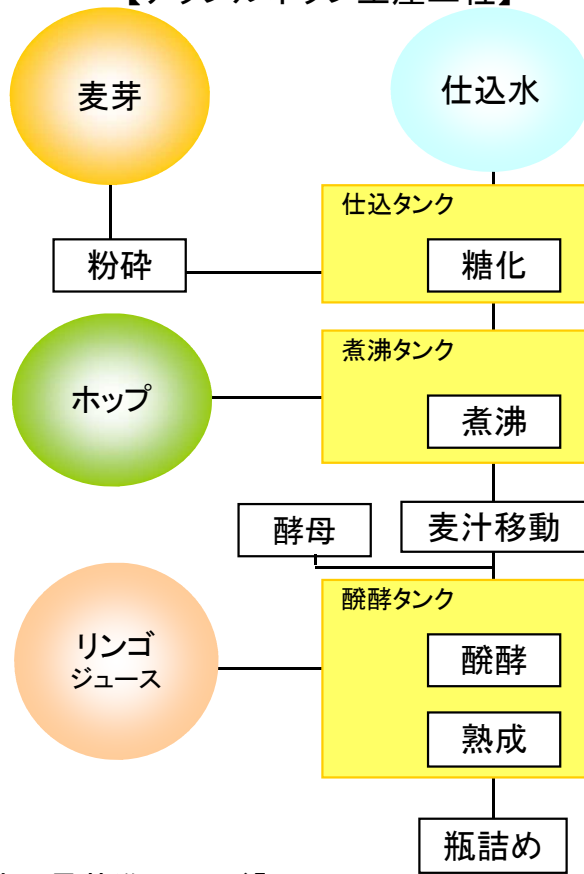 麦芽
仕込水
仕込タンク
粉砕
糖化
煮沸タンク
ホップ
煮沸
酵母
麦汁移動
醗酵タンク
リンゴ
ジュース
醗酵
熟成
瓶詰め